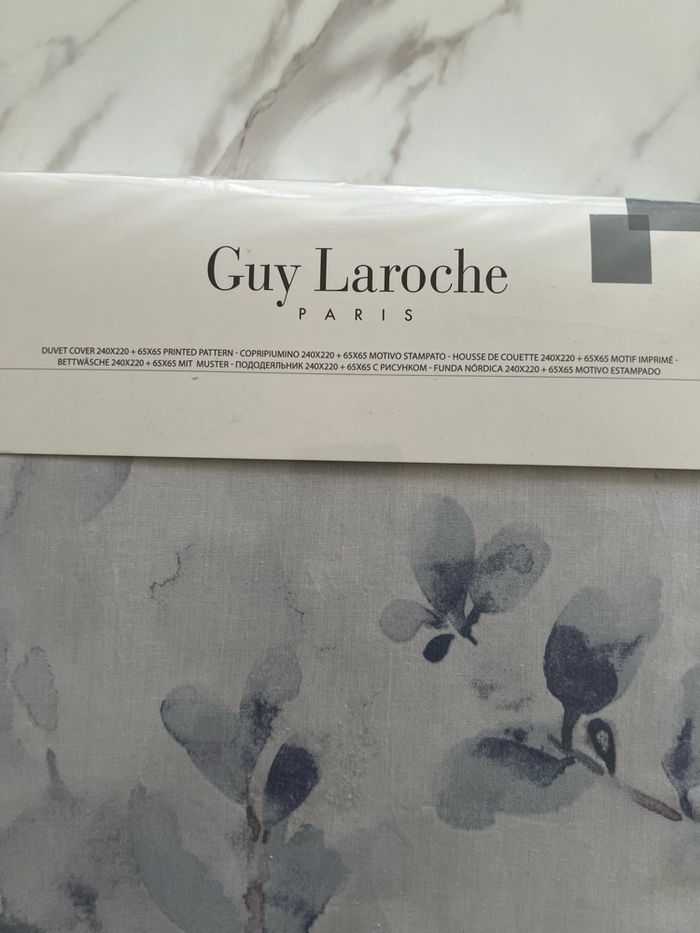 Guy Laroche
PARIS
DUVET COVER 240X220 + 65X65 PRINTED PATTERN - COPRIPIUMINO 240X220 + 65X65 MOTIVO STAMPATO - HOUSSE DE COUETTE 240X220 + 65X65 MOTIF IMPRIMÉ -
BETTWÄSCHE 240X220 + 65X65 MIT MUSTER - ПОДОДЕЯЛЬНИК 240X220 + 65X65 С РИСУНКОМ - FUNDA NÓRDICA 240X220 + 65X65 MOTIVO ESTAMPADO